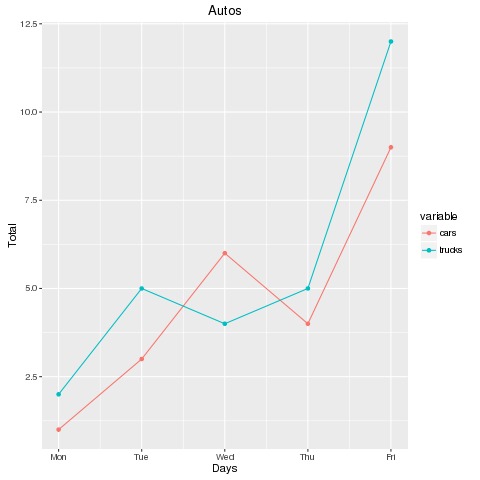 Autos
12.5
10.0
7.5
5.0
2.5
Total
Mon Tue Wed Thu Fri
Days
variable
cars
trucks